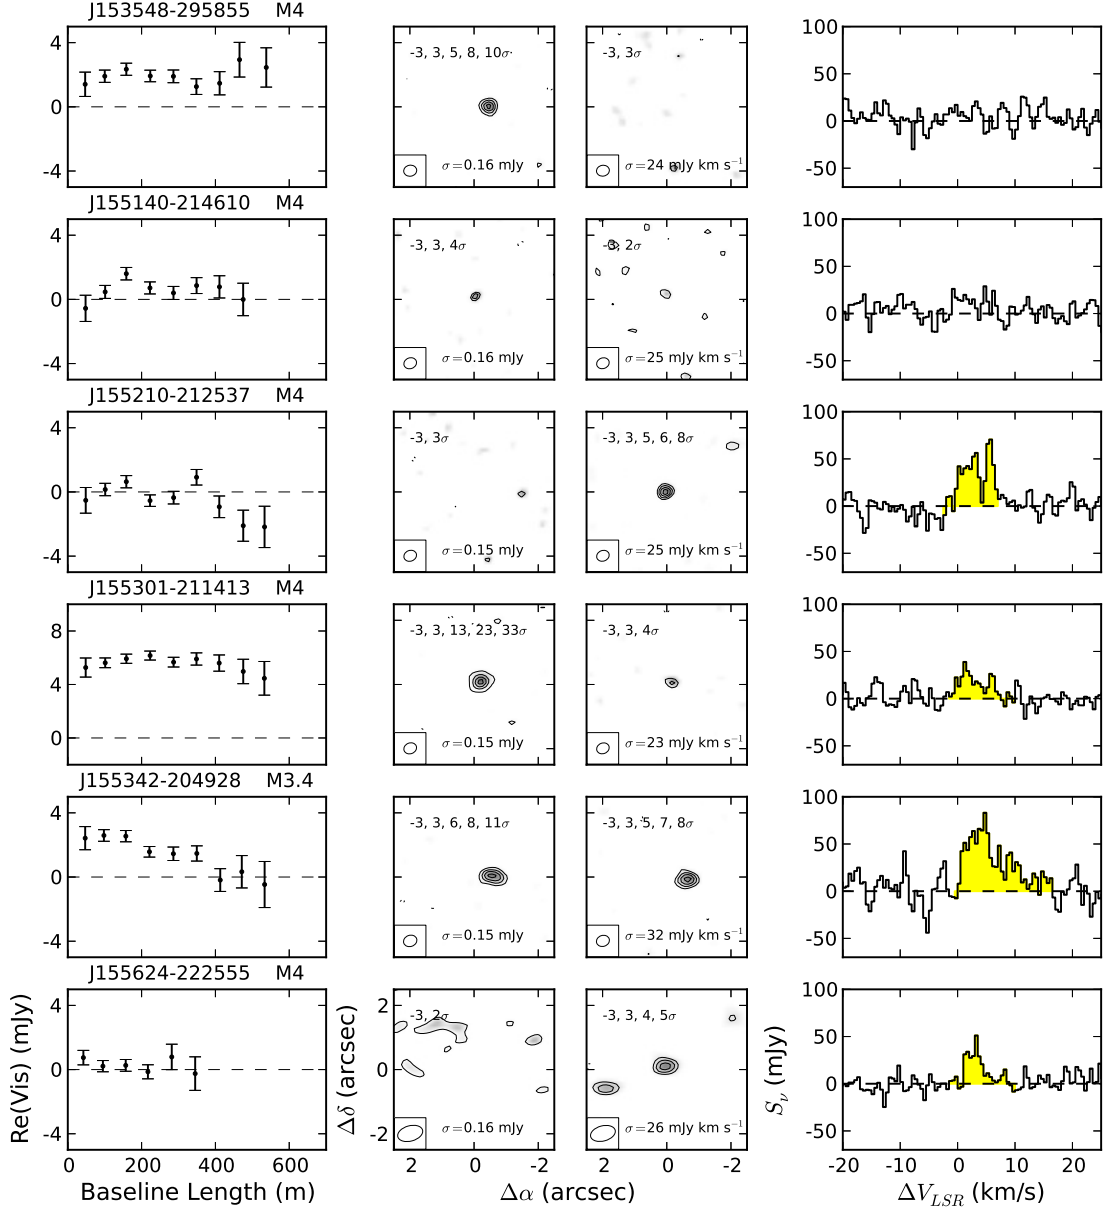 J153548-295855 M4
4
0
-4
-3, 3, 5, 8, 10σ
σ=0.16 mJy
-3, 3σ
σ=24 mJy km s⁻¹
100
50
0
-50
J155140-214610 M4
4
0
-4
-3, 3, 4σ
σ=0.16 mJy
-3, 2σ
σ=25 mJy km s⁻¹
100
50
0
-50
J155210-212537 M4
4
0
-4
-3, 3σ
σ=0.15 mJy
-3, 3, 5, 6, 8σ
σ=25 mJy km s⁻¹
100
50
0
-50
J155301-211413 M4
8
4
0
-3, 3, 13, 23, 33σ
σ=0.15 mJy
-3, 3, 4σ
σ=23 mJy km s⁻¹
100
50
0
-50
J155342-204928 M3.4
4
0
-4
-3, 3, 6, 8, 11σ
σ=0.15 mJy
-3, 3, 5, 7, 8σ
σ=32 mJy km s⁻¹
100
50
0
-50
J155624-222555 M4
Re(Vis) (mJy)
4
0
-4
0 200 400 600
Baseline Length (m)
Δδ (arcsec)
2
0
-2
-3, 2σ
σ=0.16 mJy
-3, 3, 4, 5σ
σ=26 mJy km s⁻¹
2 0 -2 2 0 -2
Δα (arcsec)
Sν (mJy)
100
50
0
-50
-20 -10 0 10 20
ΔV_LSR (km/s)